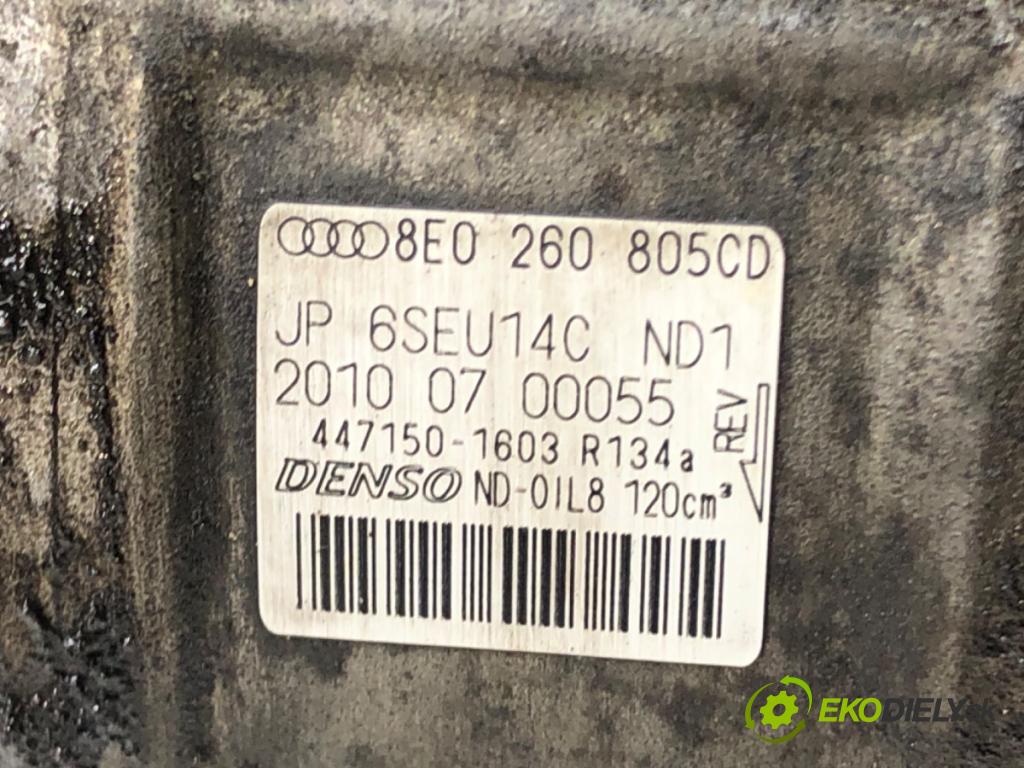 8E0 260 805CD
JP 6SEU14C ND1
2010 07 00055
REV
447150-1603 R134a
DENSO ND-OIL8 120cm³
EKODIELY.sk